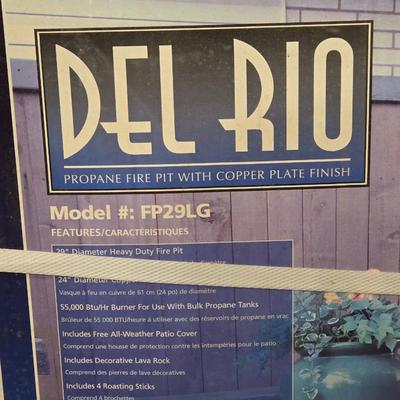 DEL RIO
PROPANE FIRE PIT WITH COPPER PLATE FINISH
Model #: FP29LG
FEATURES/CARACTÉRISTIQUES
29" Diameter Heavy Duty Fire Pit
diamètre
24" Diameter
Vasque à feu en cuivre de 61 cm (24 po) de diamètre
55,000 Btu/Hr Burner For Use With Bulk Propane Tanks
Brûleur de 55 000 BTU/heure à utiliser avec des réservoirs de propane en vrac
Includes Free All-Weather Patio Cover
Comprend une housse de protection contre les intempéries pour le patio
Includes Decorative Lava Rock
Comprend des pierres de lave décoratives
Includes 4 Roasting Sticks
Comprend 4 brochettes